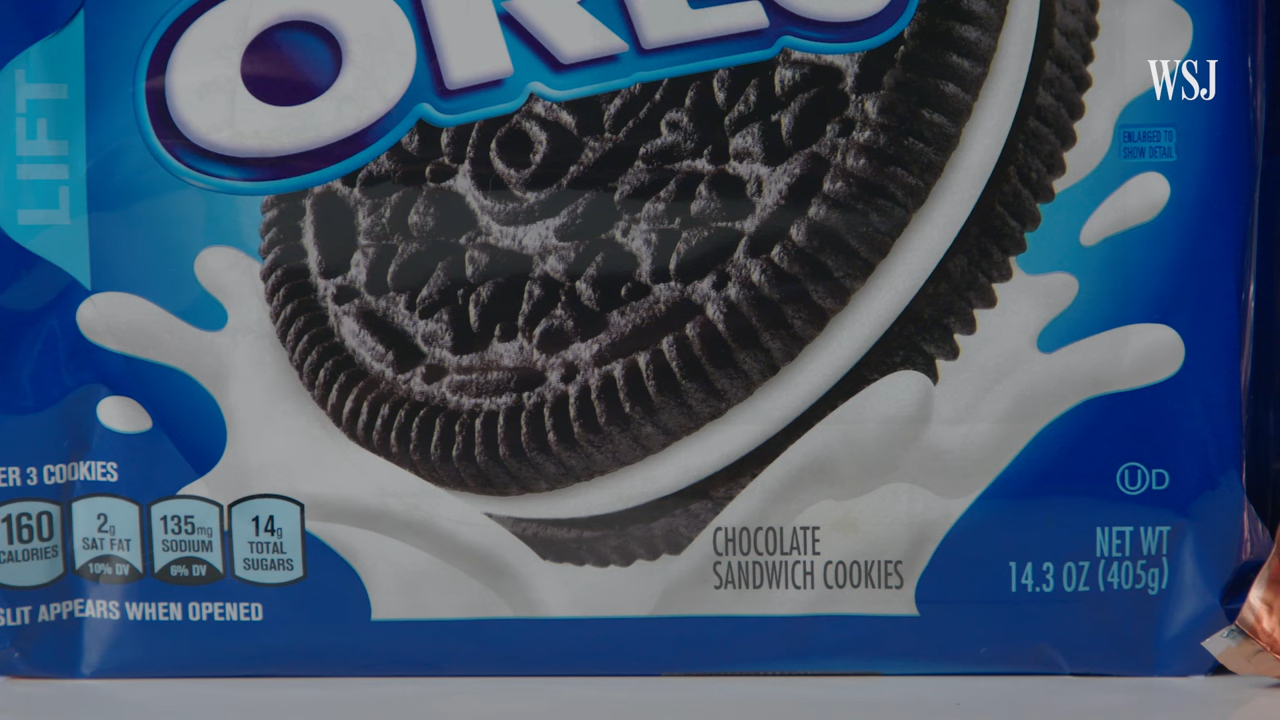 OREO
WSJ
LIFT
ENLARGED TO
SHOW DETAIL
ER 3 COOKIES
160
CALORIES
2g
SAT FAT
10% DV
135mg
SODIUM
6% DV
14g
TOTAL
SUGARS
SLIT APPEARS WHEN OPENED
CHOCOLATE
SANDWICH COOKIES
UD
NET WT
14.3 OZ (405g)